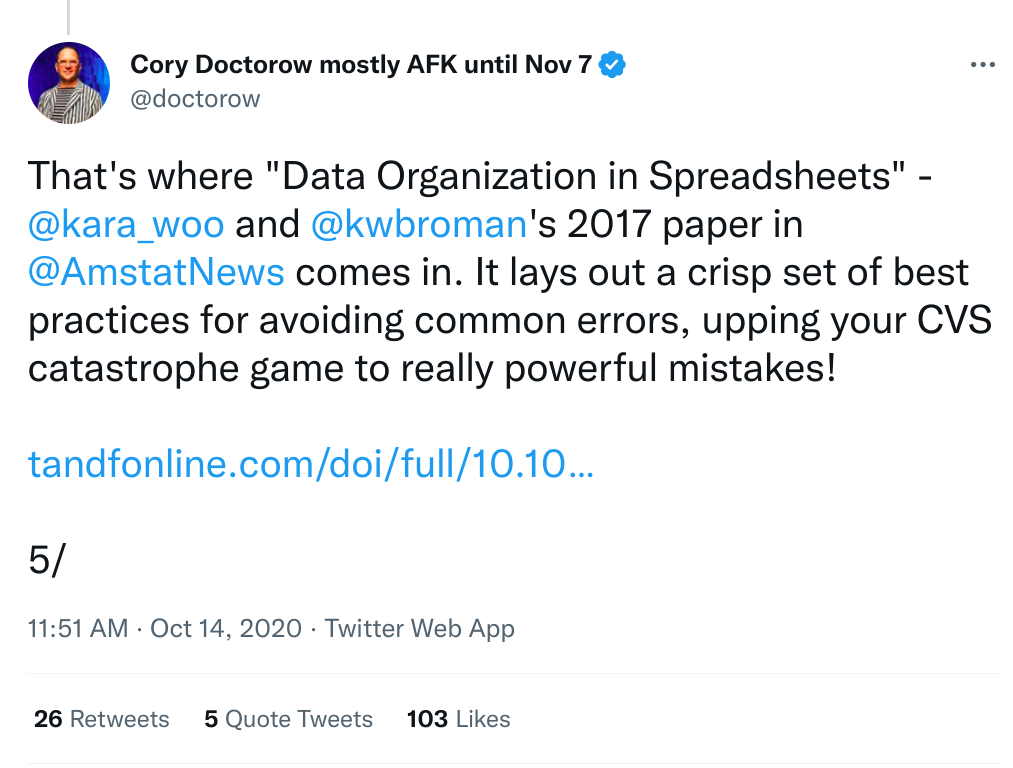 Cory Doctorow mostly AFK until Nov 7
@doctorow
That's where "Data Organization in Spreadsheets" -
@kara_woo and @kwbroman's 2017 paper in
@AmstatNews comes in. It lays out a crisp set of best
practices for avoiding common errors, upping your CVS
catastrophe game to really powerful mistakes!
tandfonline.com/doi/full/10.10…
5/
11:51 AM · Oct 14, 2020 · Twitter Web App
26 Retweets 5 Quote Tweets 103 Likes